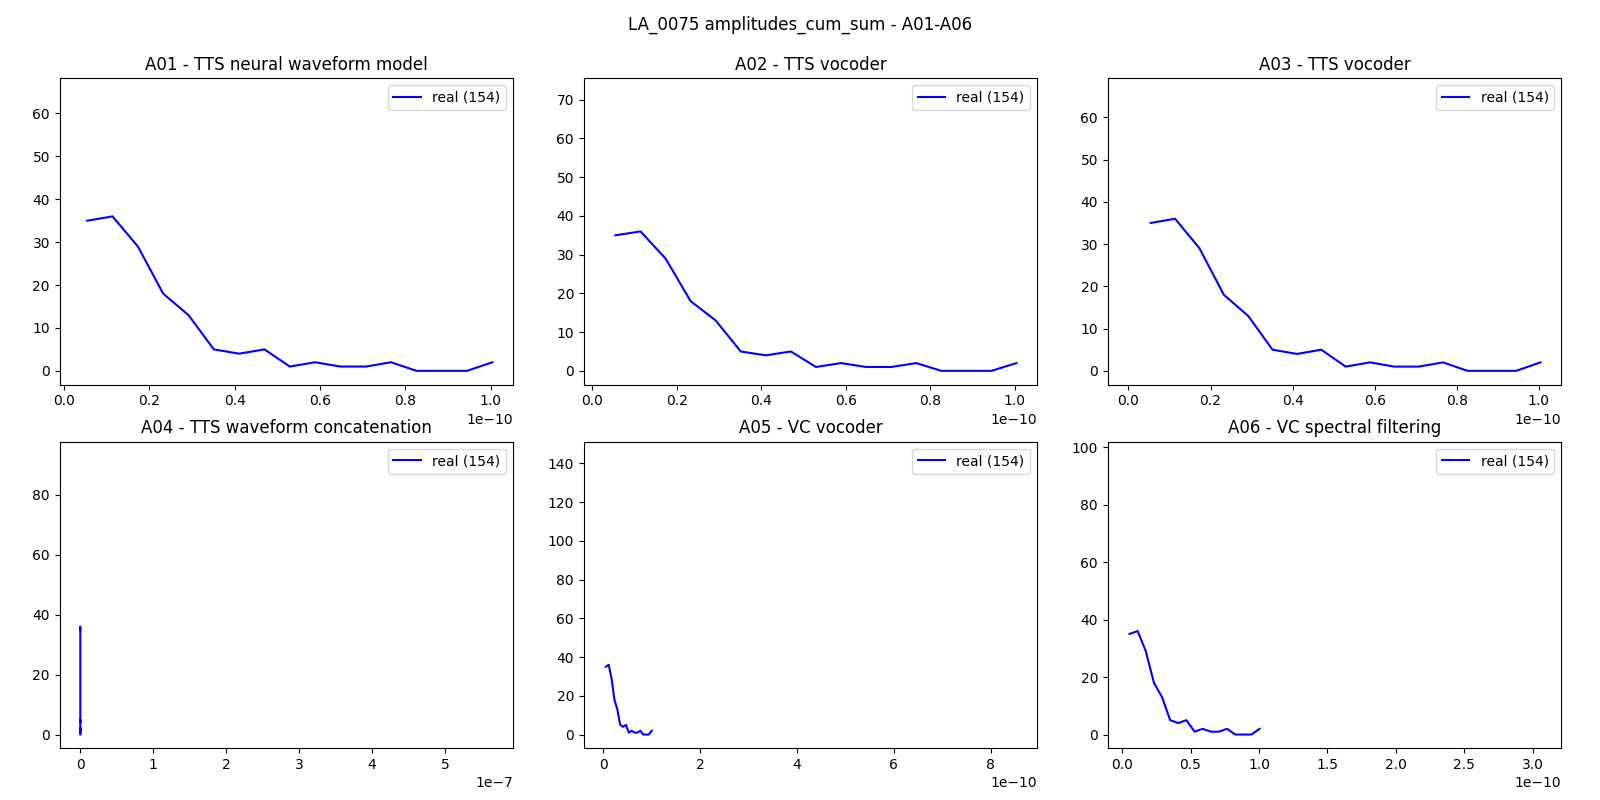 LA_0075 amplitudes_cum_sum - A01-A06
A01 - TTS neural waveform model
real (154)
60
50
40
30
20
10
0
0.0 0.2 0.4 0.6 0.8 1.0
1e−10
A02 - TTS vocoder
real (154)
70
60
50
40
30
20
10
0
0.0 0.2 0.4 0.6 0.8 1.0
1e−10
A03 - TTS vocoder
real (154)
60
50
40
30
20
10
0
0.0 0.2 0.4 0.6 0.8 1.0
1e−10
A04 - TTS waveform concatenation
real (154)
80
60
40
20
0
0 1 2 3 4 5
1e−7
A05 - VC vocoder
real (154)
140
120
100
80
60
40
20
0
0 2 4 6 8
1e−10
A06 - VC spectral filtering
real (154)
100
80
60
40
20
0
0.0 0.5 1.0 1.5 2.0 2.5 3.0
1e−10